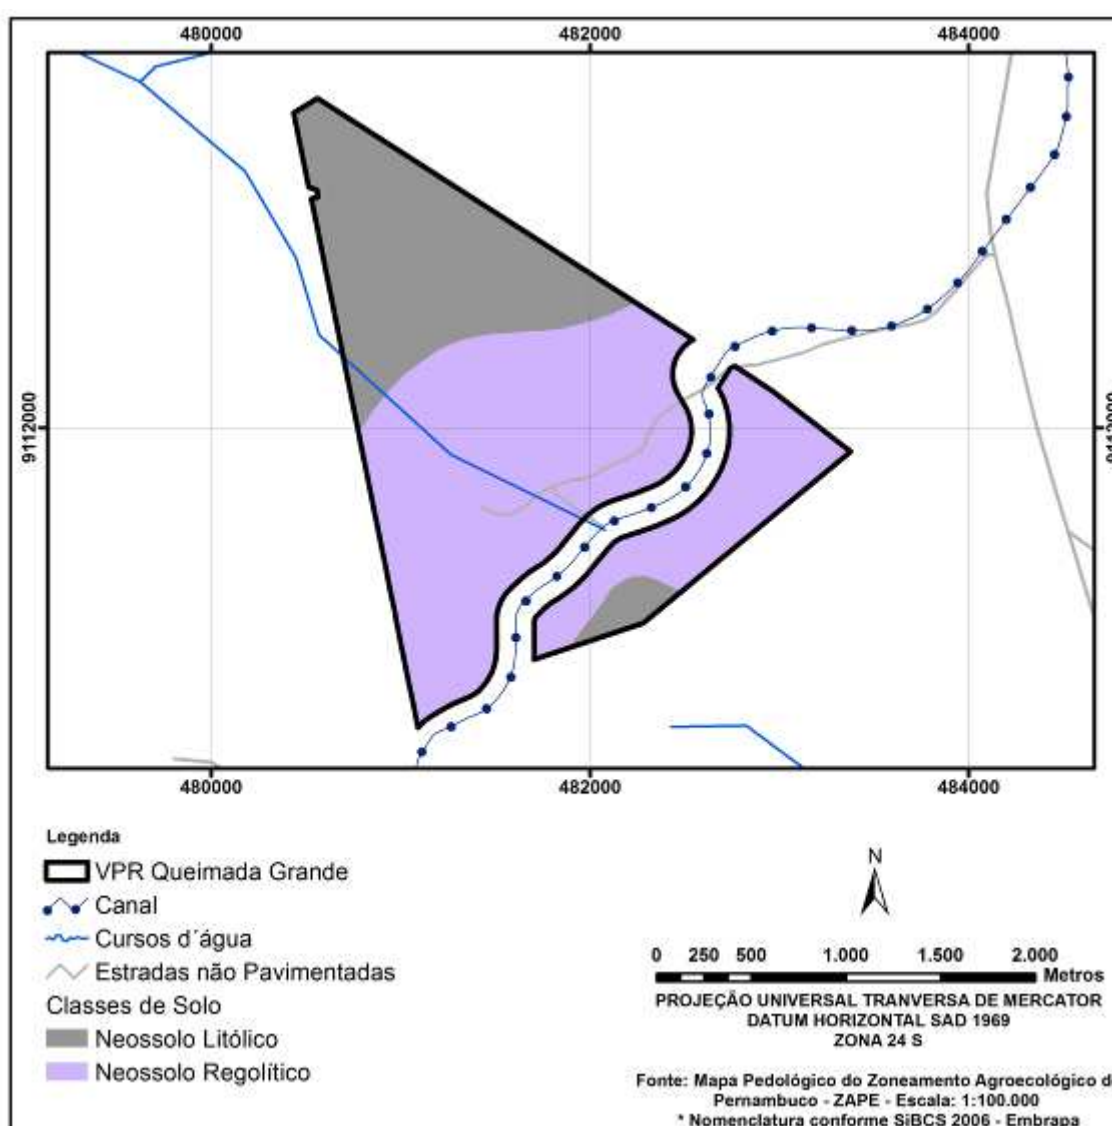 480000 482000 484000
9112000 9112000
480000 482000 484000
Legenda
VPR Queimada Grande
Canal
Cursos d´água
Estradas não Pavimentadas
Classes de Solo
Neossolo Litólico
Neossolo Regolítico
N
0 250 500 1.000 1.500 2.000
Metros
PROJEÇÃO UNIVERSAL TRANVERSA DE MERCATOR
DATUM HORIZONTAL SAD 1969
ZONA 24 S
Fonte: Mapa Pedológico do Zoneamento Agroecológico d
Pernambuco - ZAPE - Escala: 1:100.000
* Nomenclatura conforme SiBCS 2006 - Embrapa